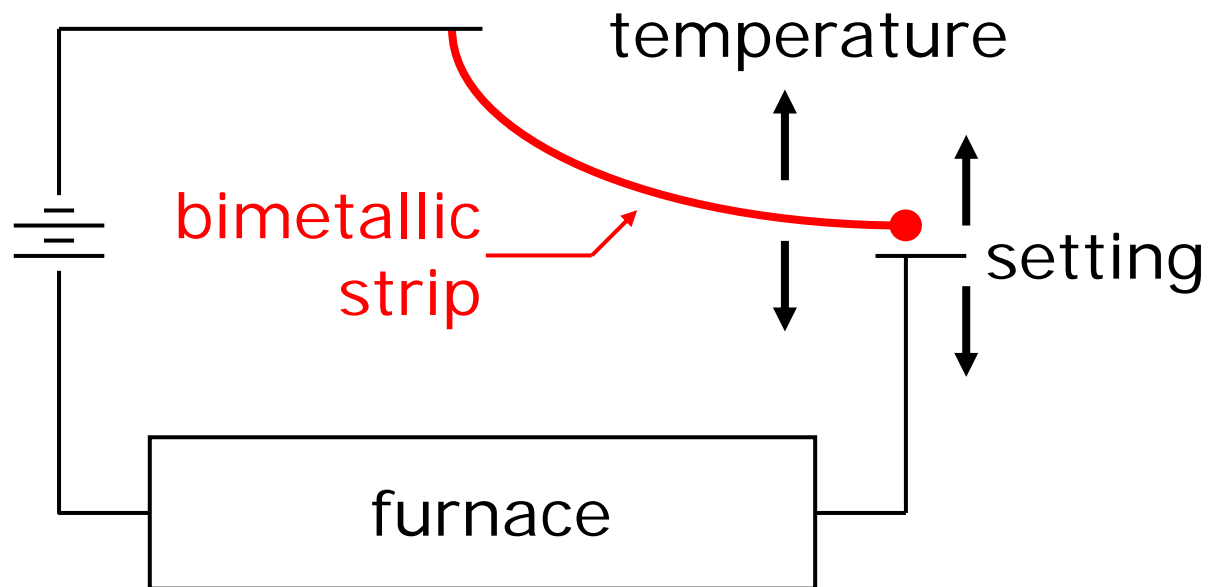 temperature
bimetallic
strip
setting
furnace